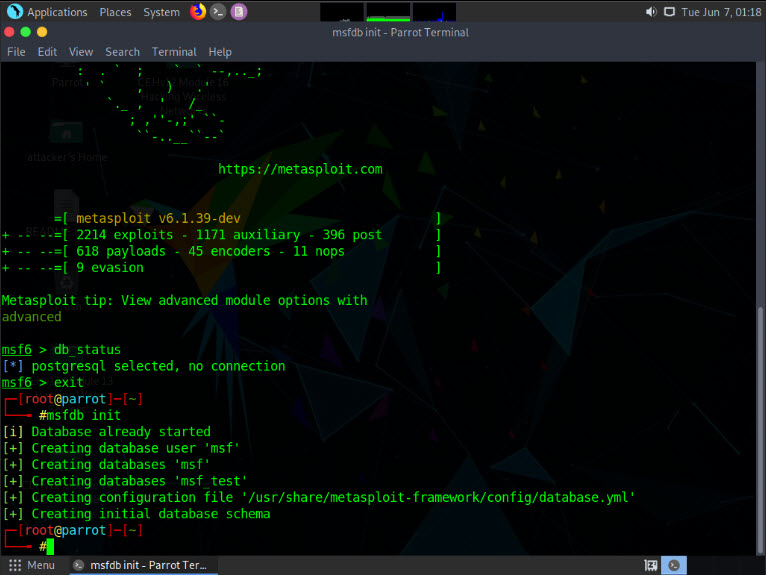 Applications Places System Tue Jun 7, 01:18
msfdb init - Parrot Terminal
File Edit View Search Terminal Help
Parrot
attacker's Home
https://metasploit.com
=[ metasploit v6.1.39-dev ]
+ -- --=[ 2214 exploits - 1171 auxiliary - 396 post ]
+ -- --=[ 618 payloads - 45 encoders - 11 nops ]
+ -- --=[ 9 evasion ]
Metasploit tip: View advanced module options with
advanced
msf6 > db_status
[*] postgresql selected, no connection
msf6 > exit
┌─[root@parrot]─[~]
└──╼ #msfdb init
[i] Database already started
[+] Creating database user 'msf'
[+] Creating databases 'msf'
[+] Creating databases 'msf_test'
[+] Creating configuration file '/usr/share/metasploit-framework/config/database.yml'
[+] Creating initial database schema
┌─[root@parrot]─[~]
└──╼ #
Menu msfdb init - Parrot Ter...